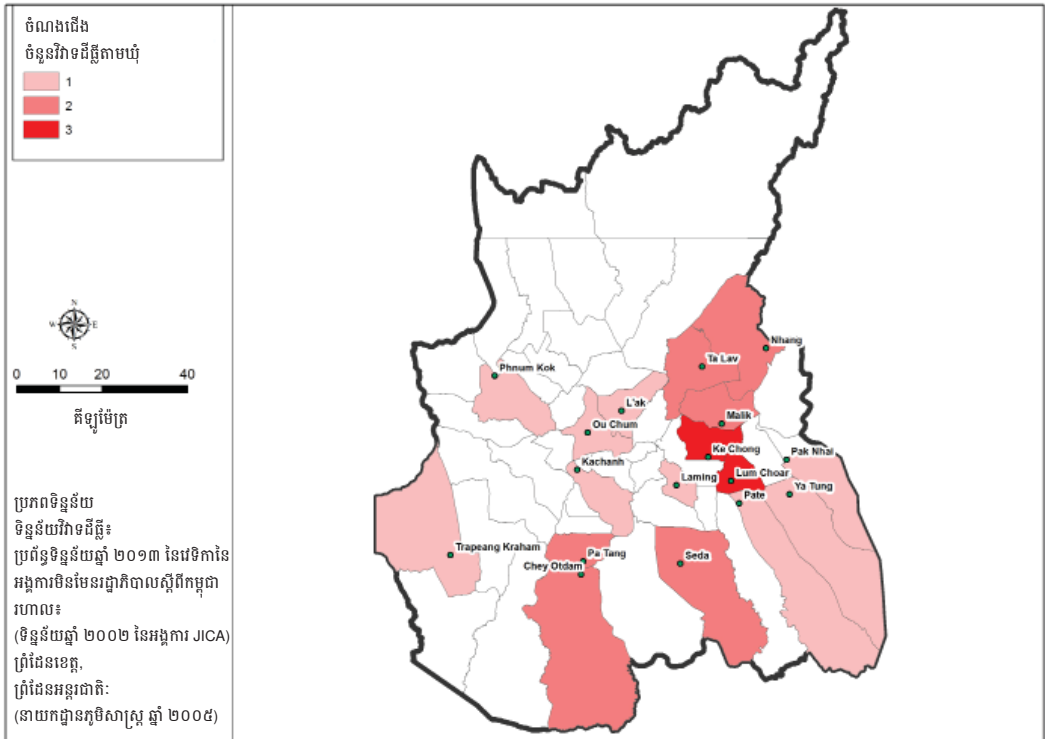 ចំណងជើង
ចំនួនវិវាទដីធ្លីតាមឃុំ
1
2
3
N
W E
S
0 10 20 40
គីឡូម៉ែត្រ
ប្រភពទិន្នន័យ
ទិន្នន័យវិវាទដីធ្លី៖
ប្រព័ន្ធទិន្នន័យឆ្នាំ ២០១៣ នៃវេទិកានៃ
អង្គការមិនមែនរដ្ឋាភិបាលស្តីពីកម្ពុជា
រហាល៖
(ទិន្នន័យឆ្នាំ ២០០២ នៃអង្គការ JICA)
ព្រំដែនខេត្ត,
ព្រំដែនអន្តរជាតិ:
(នាយកដ្ឋានភូមិសាស្ត្រ ឆ្នាំ ២០០៥)
Nhang
Ta Lav
Phnum Kok
L'ak
Malik
Ou Chum
Ke Chong
Pak Nhai
Kachanh
Lum Choar
Laming
Ya Tung
Pate
Trapeang Kraham
Pa Tang
Seda
Chey Otdam